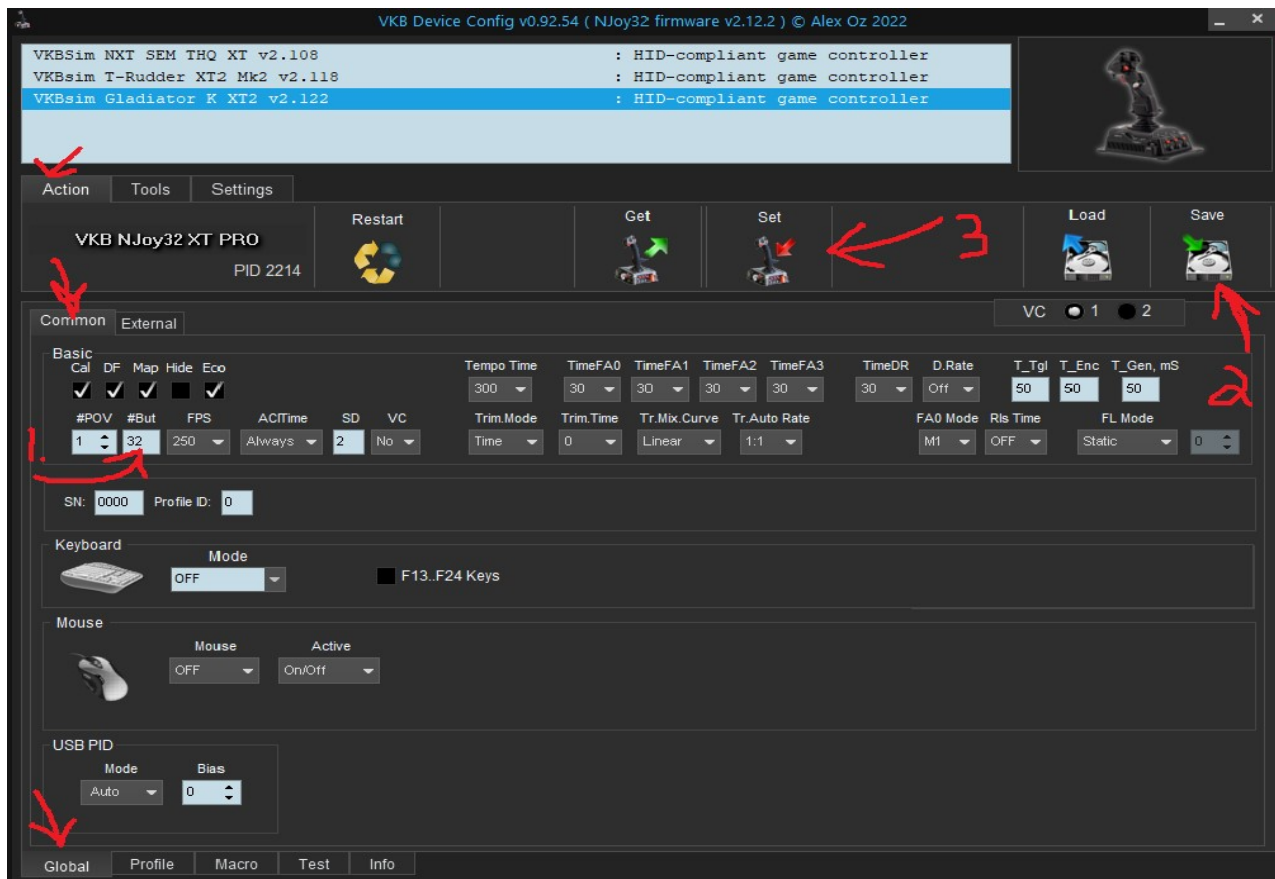 VKB Device Config v0.92.54 ( NJoy32 firmware v2.12.2 ) © Alex Oz 2022
VKBSim NXT SEM THQ XT v2.108 : HID-compliant game controller
VKBsim T-Rudder XT2 Mk2 v2.118 : HID-compliant game controller
VKBsim Gladiator K XT2 v2.122 : HID-compliant game controller
Action Tools Settings
Restart Get Set 3 Load Save
VKB NJoy32 XT PRO
PID 2214
VC 1 2
Common External
2
Basic
Cal DF Map Hide Eco Tempo Time TimeFA0 TimeFA1 TimeFA2 TimeFA3 TimeDR D.Rate T_Tgl T_Enc T_Gen, mS
300 30 30 30 30 30 Off 50 50 50
#POV #But FPS ACITime SD VC Trim.Mode Trim.Time Tr.Mix.Curve Tr.Auto Rate FA0 Mode Rls Time FL Mode
1 32 250 Always 2 No Time 0 Linear 1:1 M1 OFF Static 0
1.
SN: 0000 Profile ID: 0
Keyboard
Mode
OFF F13..F24 Keys
Mouse
Mouse Active
OFF On/Off
USB PID
Mode Bias
Auto 0
Global Profile Macro Test Info